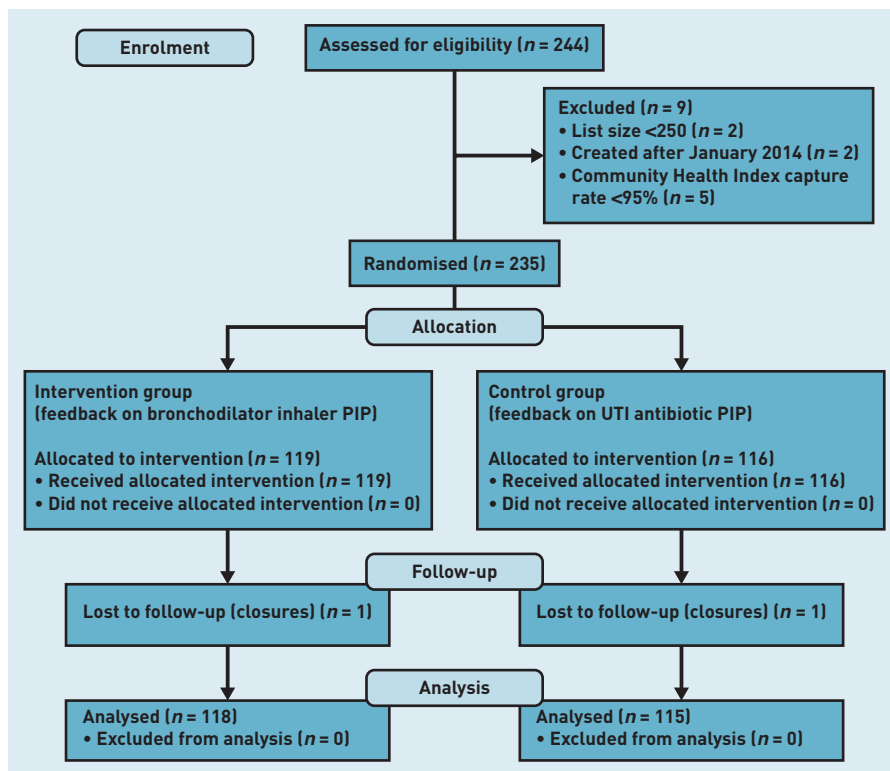 Enrolment
Assessed for eligibility (n = 244)
Excluded (n = 9)
• List size <250 (n = 2)
• Created after January 2014 (n = 2)
• Community Health Index capture
rate <95% (n = 5)
Randomised (n = 235)
Allocation
Intervention group
(feedback on bronchodilator inhaler PIP)
Allocated to intervention (n = 119)
• Received allocated intervention (n = 119)
• Did not receive allocated intervention (n = 0)
Control group
(feedback on UTI antibiotic PIP)
Allocated to intervention (n = 116)
• Received allocated intervention (n = 116)
• Did not receive allocated intervention (n = 0)
Follow-up
Lost to follow-up (closures) (n = 1)
Lost to follow-up (closures) (n = 1)
Analysis
Analysed (n = 118)
• Excluded from analysis (n = 0)
Analysed (n = 115)
• Excluded from analysis (n = 0)